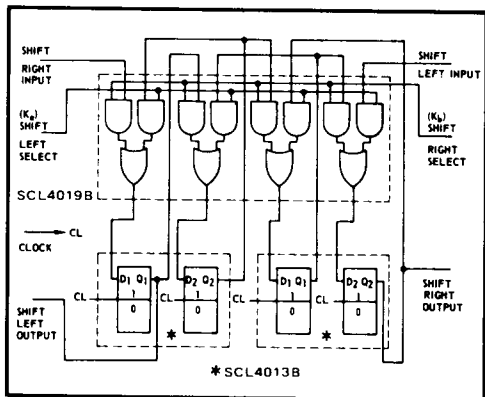 SHIFT
RIGHT
INPUT
SHIFT
LEFT INPUT
(Ka)
SHIFT
LEFT
SELECT
(Kb)
SHIFT
RIGHT
SELECT
SCL4019B
CL
CLOCK
D1 Q1
1
0
D2 Q2
1
0
D1 Q1
1
0
D2 Q2
1
0
CL
CL
CL
CL
SHIFT
LEFT
OUTPUT
SHIFT
RIGHT
OUTPUT
*
*
*SCL4013B